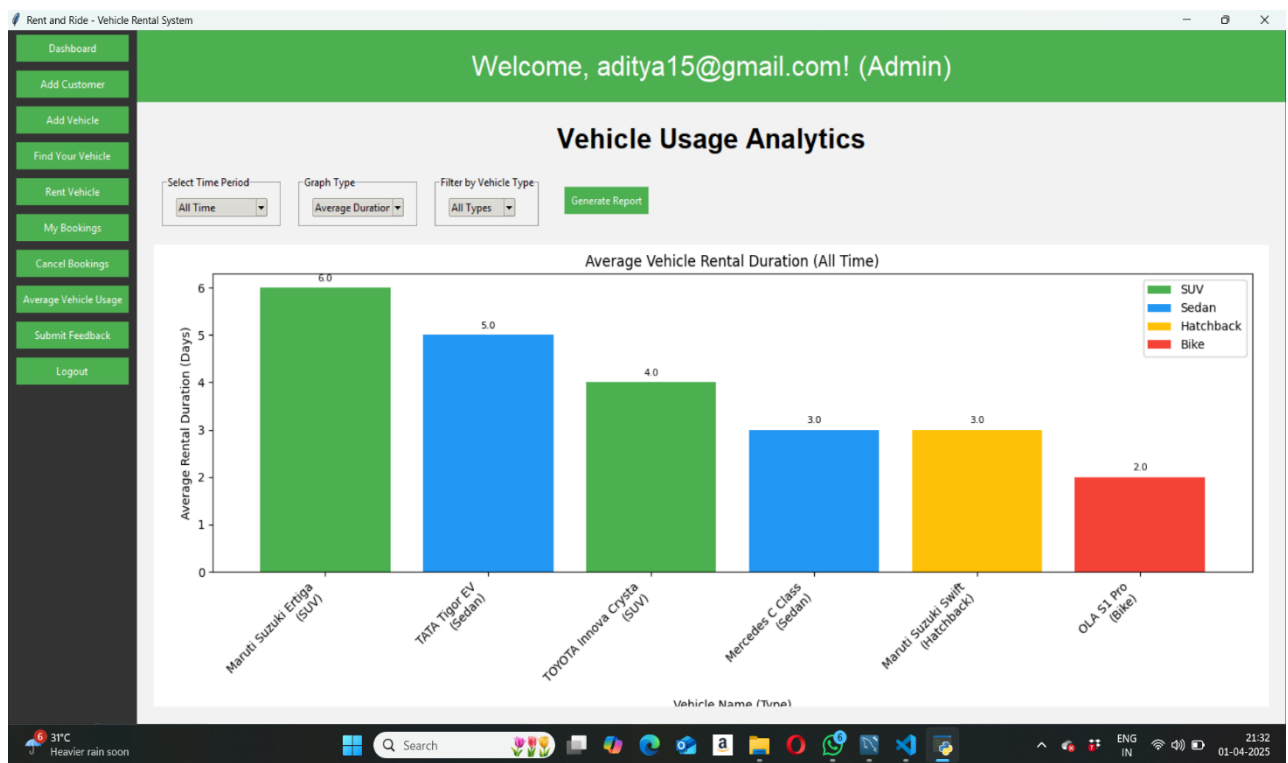 Rent and Ride - Vehicle Rental System
Dashboard
Add Customer
Add Vehicle
Find Your Vehicle
Rent Vehicle
My Bookings
Cancel Bookings
Average Vehicle Usage
Submit Feedback
Logout
Welcome, aditya15@gmail.com! (Admin)
Vehicle Usage Analytics
Select Time Period
All Time
Graph Type
Average Duration
Filter by Vehicle Type
All Types
Generate Report
Average Vehicle Rental Duration (All Time)
Average Rental Duration (Days)
6
5
4
3
2
1
0
6.0
5.0
4.0
3.0
3.0
2.0
SUV
Sedan
Hatchback
Bike
Maruti Suzuki Ertiga
(SUV)
TATA Tigor EV
(Sedan)
TOYOTA Innova Crysta
(SUV)
Mercedes C Class
(Sedan)
Maruti Suzuki Swift
(Hatchback)
OLA S1 Pro
(Bike)
Vehicle Name (Type)
6
31°C
Heavier rain soon
Search
a
6
ENG
IN
21:32
01-04-2025